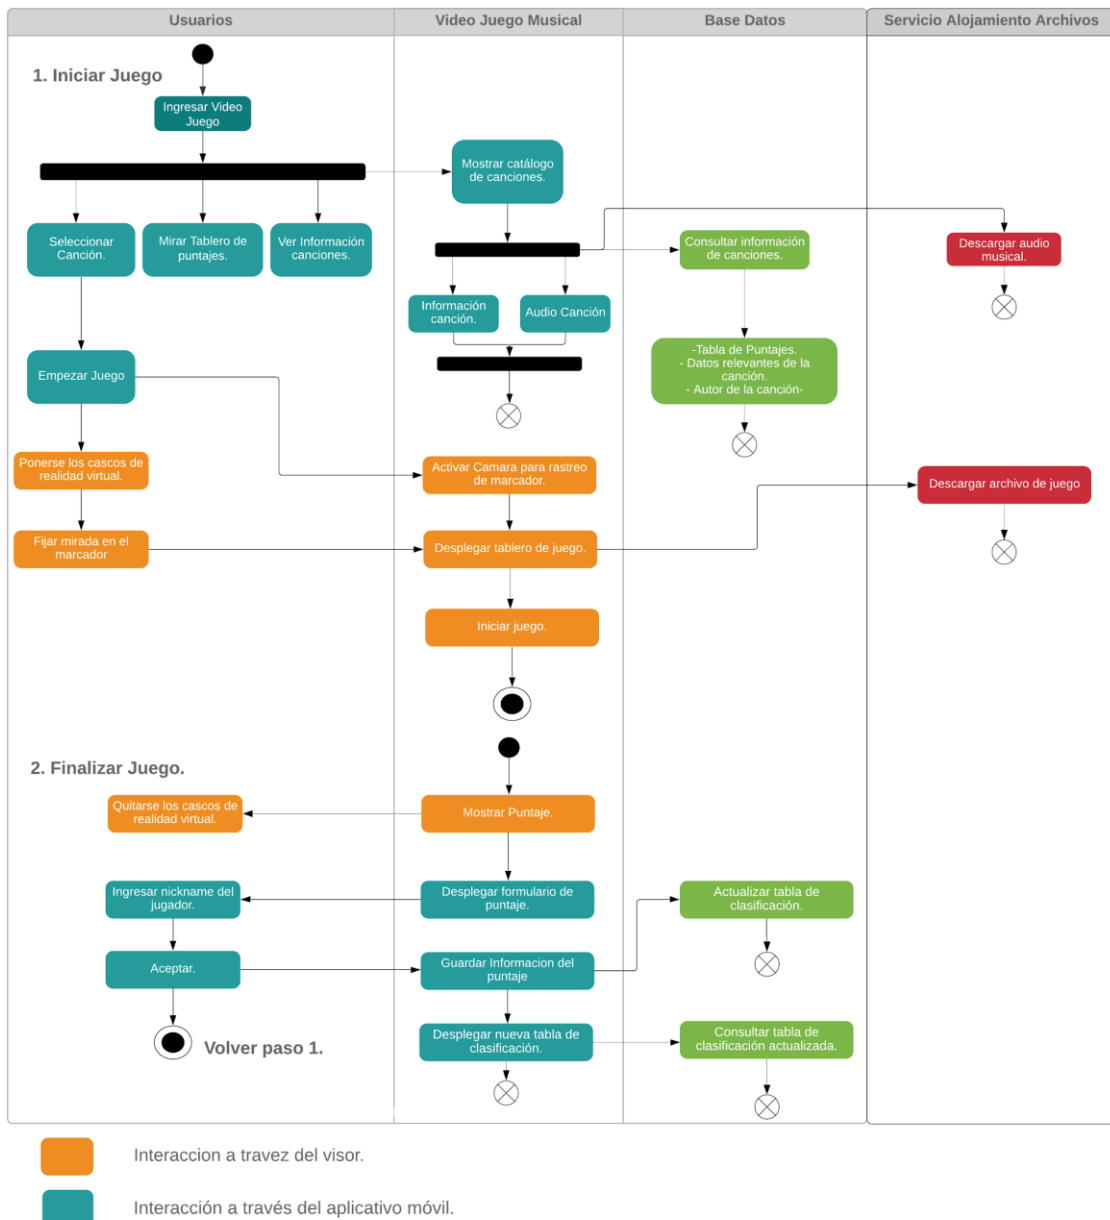 Usuarios
Video Juego Musical
Base Datos
Servicio Alojamiento Archivos
1. Iniciar Juego
Ingresar Video
Juego
Mostrar catálogo
de canciones.
Seleccionar
Canción.
Mirar Tablero de
puntajes.
Ver Información
canciones.
Consultar información
de canciones.
Descargar audio
musical.
Información
canción.
Audio Canción
Empezar Juego
-Tabla de Puntajes.
- Datos relevantes de la
canción.
- Autor de la canción-
Ponerse los cascos de
realidad virtual.
Activar Camara para rastreo
de marcador.
Descargar archivo de juego
Fijar mirada en el
marcador
Desplegar tablero de juego.
Iniciar juego.
2. Finalizar Juego.
Quitarse los cascos de
realidad virtual.
Mostrar Puntaje.
Ingresar nickname del
jugador.
Desplegar formulario de
puntaje.
Actualizar tabla de
clasificación.
Aceptar.
Guardar Informacion del
puntaje
Volver paso 1.
Desplegar nueva tabla de
clasificación.
Consultar tabla de
clasificación actualizada.
Interaccion a travez del visor.
Interacción a través del aplicativo móvil.